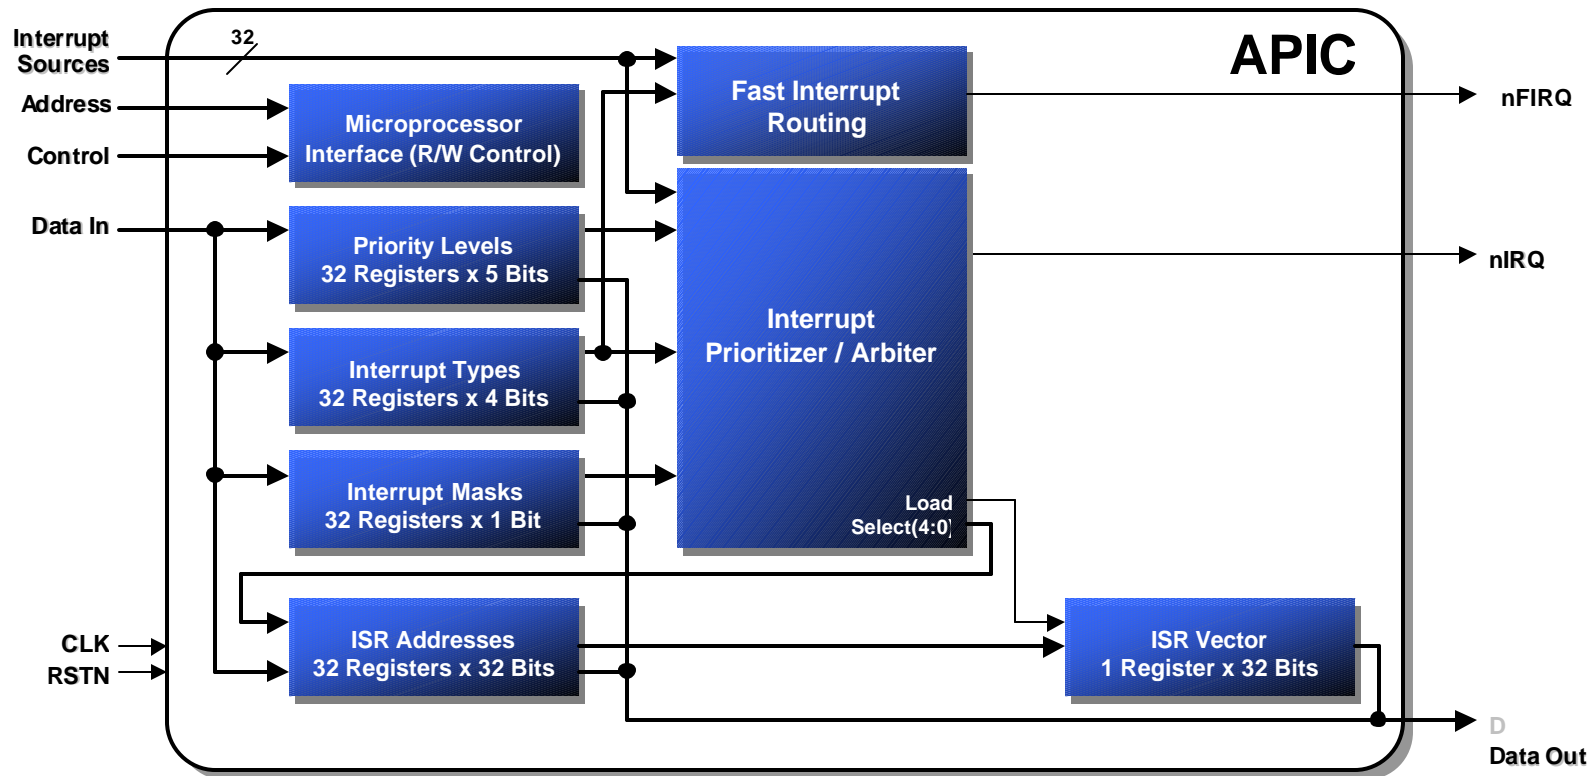 Interrupt
Sources
32
APIC
Address
Control
Data In
Microprocessor
Interface (R/W Control)
Fast Interrupt
Routing
nFIRQ
Priority Levels
32 Registers x 5 Bits
nIRQ
Interrupt
Prioritizer / Arbiter
Interrupt Types
32 Registers x 4 Bits
Interrupt Masks
32 Registers x 1 Bit
Load
Select(4:0)
CLK
RSTN
ISR Addresses
32 Registers x 32 Bits
ISR Vector
1 Register x 32 Bits
D
Data Out